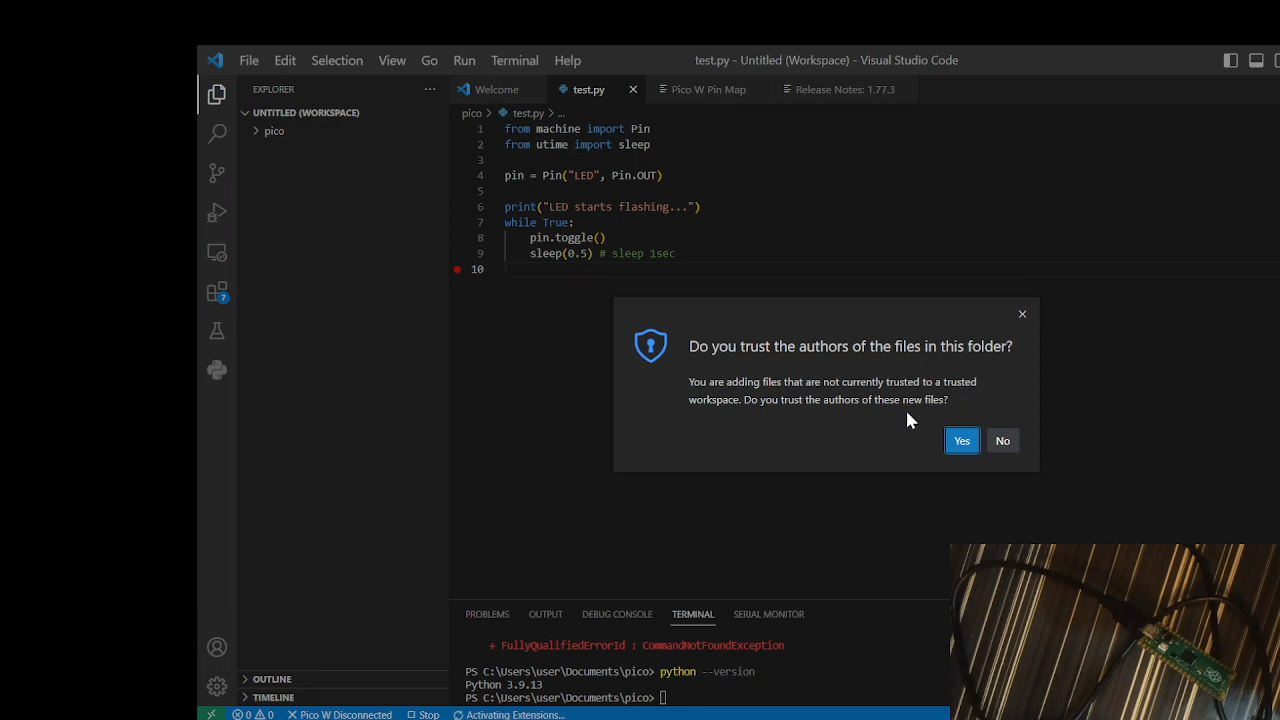 File Edit Selection View Go Run Terminal Help test.py - Untitled (Workspace) - Visual Studio Code
EXPLORER ... Welcome test.py Pico W Pin Map Release Notes: 1.77.3
UNTITLED (WORKSPACE)
pico
pico > test.py > ...
1 from machine import Pin
2 from utime import sleep
3
4 pin = Pin("LED", Pin.OUT)
5
6 print("LED starts flashing...")
7 while True:
8 pin.toggle()
9 sleep(0.5) # sleep 1sec
10
7
Do you trust the authors of the files in this folder?
You are adding files that are not currently trusted to a trusted
workspace. Do you trust the authors of these new files?
Yes No
PROBLEMS OUTPUT DEBUG CONSOLE TERMINAL SERIAL MONITOR
+ FullyQualifiedErrorId : CommandNotFoundException
PS C:\Users\user\Documents\pico> python --version
Python 3.9.13
PS C:\Users\user\Documents\pico>
OUTLINE
TIMELINE
0 0 Pico W Disconnected Stop Activating Extensions...